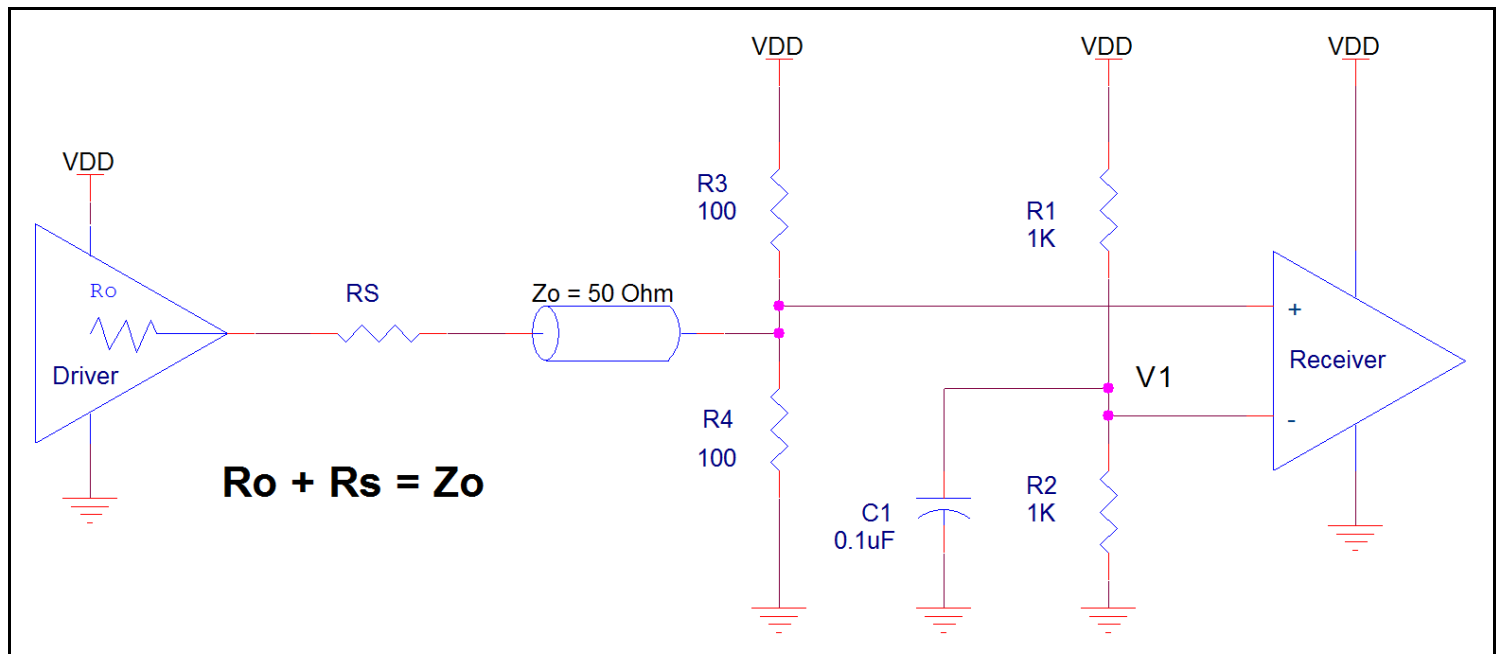 VDD
VDD
VDD
VDD
R3
100
R1
1K
Ro
RS
Zo = 50 Ohm
+
Driver
Receiver
V1
R4
100
-
Ro + Rs = Zo
R2
1K
C1
0.1uF